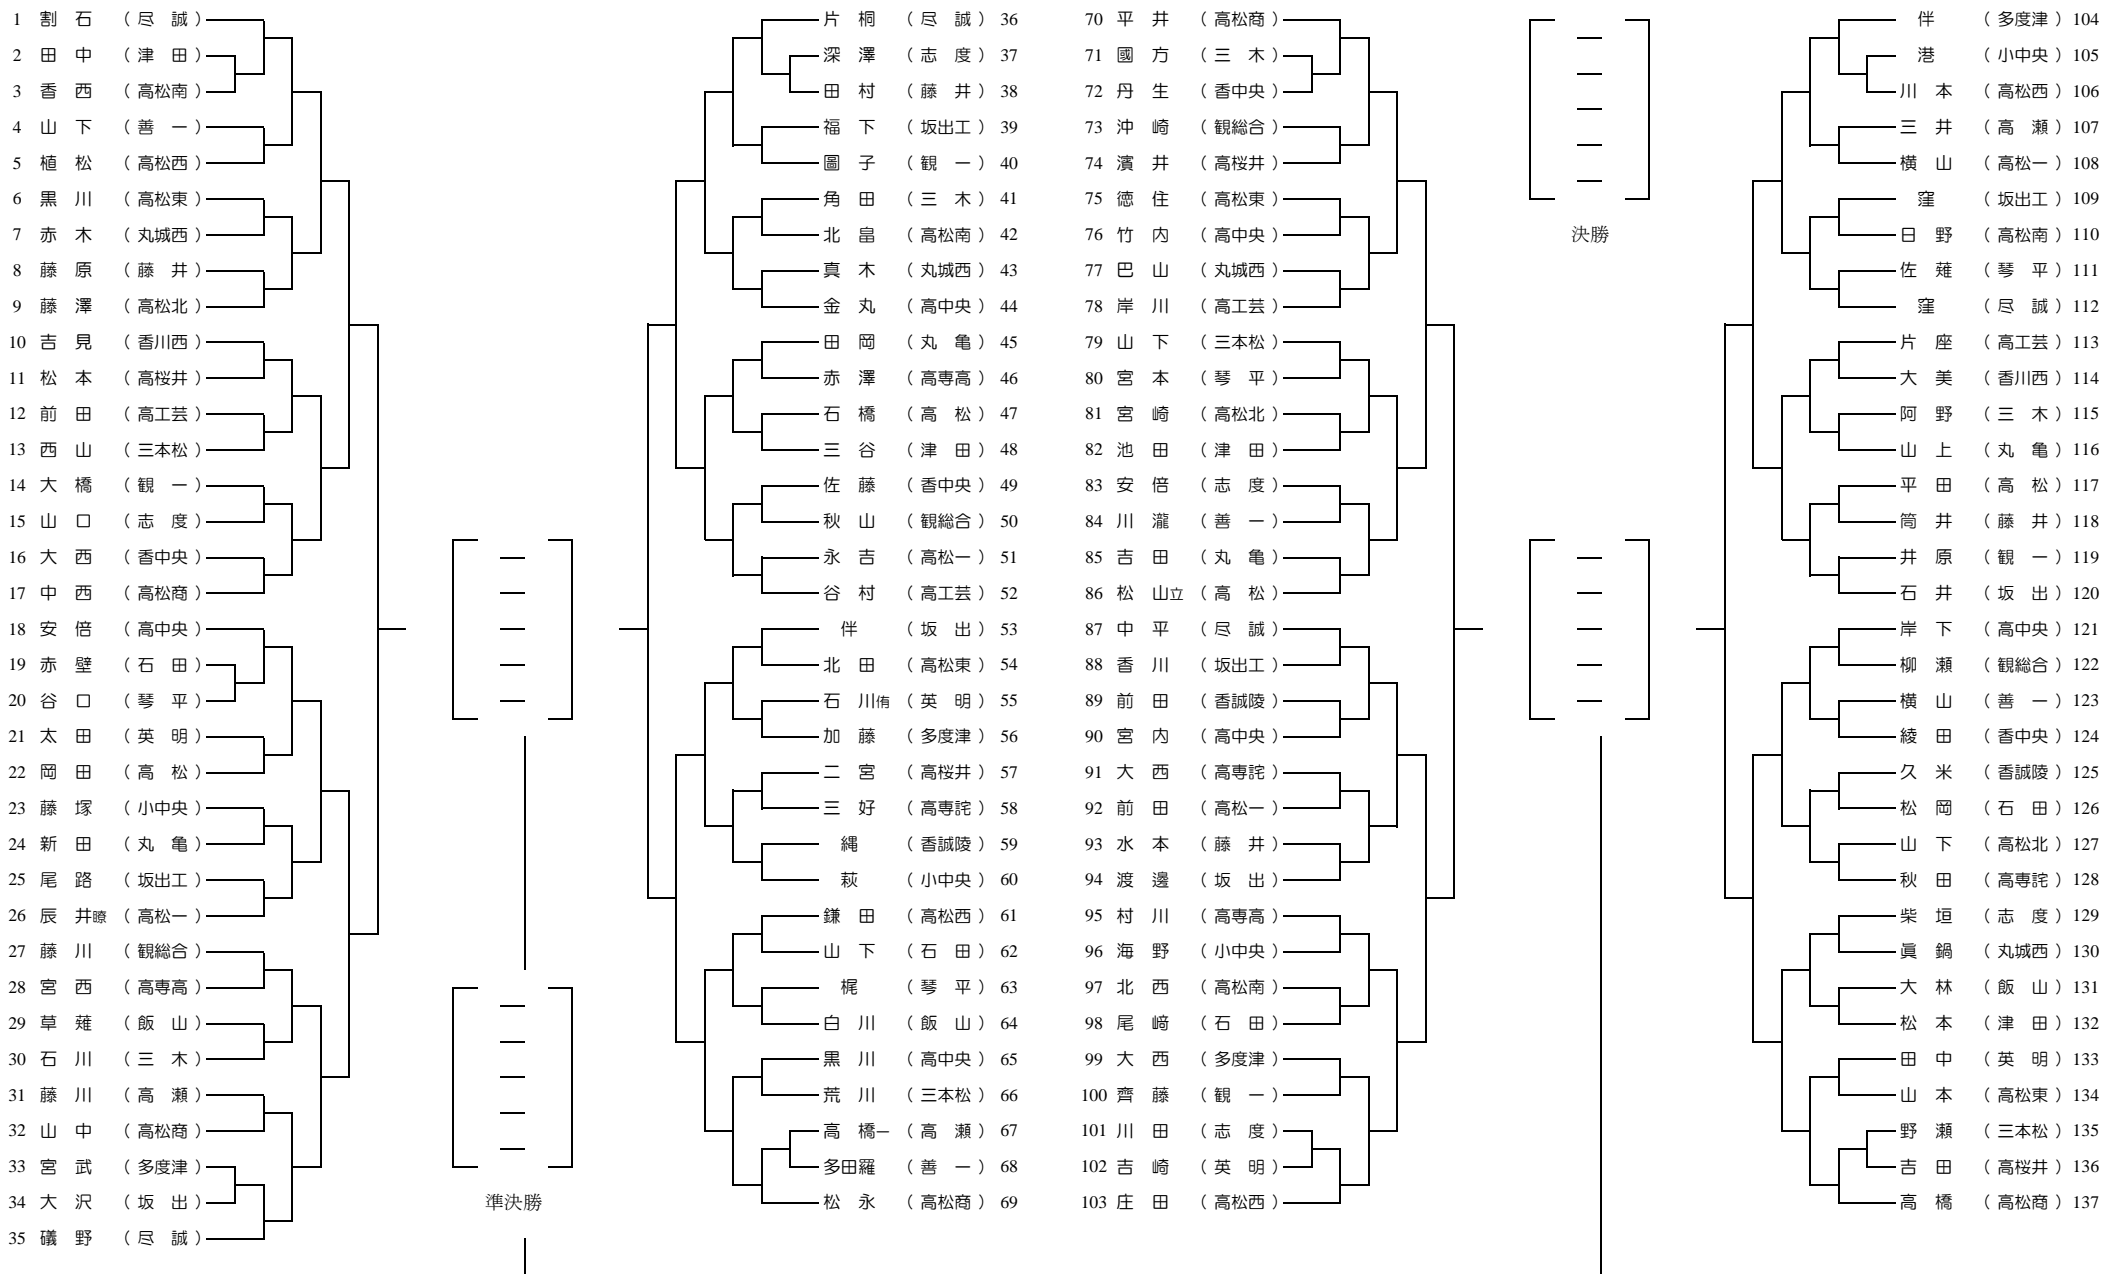 1 割石 （尽誠）
2 田中 （津田）
3 香西 （高松南）
4 山下 （善一）
5 植松 （高松西）
6 黒川 （高松東）
7 赤木 （丸城西）
8 藤原 （藤井）
9 藤澤 （高松北）
10 吉見 （香川西）
11 松本 （高桜井）
12 前田 （高工芸）
13 西山 （三本松）
14 大橋 （観一）
15 山口 （志度）
16 大西 （香中央）
17 中西 （高松商）
18 安倍 （高中央）
19 赤壁 （石田）
20 谷口 （琴平）
21 太田 （英明）
22 岡田 （高松）
23 藤塚 （小中央）
24 新田 （丸亀）
25 尾路 （坂出工）
26 辰井瞭 （高松一）
27 藤川 （観総合）
28 宮西 （高専高）
29 草薙 （飯山）
30 石川 （三木）
31 藤川 （高瀬）
32 山中 （高松商）
33 宮武 （多度津）
34 大沢 （坂出）
35 礒野 （尽誠）
準決勝
片桐 （尽誠） 36
深澤 （志度） 37
田村 （藤井） 38
福下 （坂出工） 39
圖子 （観一） 40
角田 （三木） 41
北畠 （高松南） 42
真木 （丸城西） 43
金丸 （高中央） 44
田岡 （丸亀） 45
赤澤 （高専高） 46
石橋 （高松） 47
三谷 （津田） 48
佐藤 （香中央） 49
秋山 （観総合） 50
永吉 （高松一） 51
谷村 （高工芸） 52
伴 （坂出） 53
北田 （高松東） 54
石川侑 （英明） 55
加藤 （多度津） 56
二宮 （高桜井） 57
三好 （高専詫） 58
縄 （香誠陵） 59
萩 （小中央） 60
鎌田 （高松西） 61
山下 （石田） 62
梶 （琴平） 63
白川 （飯山） 64
黒川 （高中央） 65
荒川 （三本松） 66
高橋一 （高瀬） 67
多田羅 （善一） 68
松永 （高松商） 69
70 平井 （高松商）
71 國方 （三木）
72 丹生 （香中央）
73 沖崎 （観総合）
74 濱井 （高桜井）
75 徳住 （高松東）
76 竹内 （高中央）
77 巴山 （丸城西）
78 岸川 （高工芸）
79 山下 （三本松）
80 宮本 （琴平）
81 宮崎 （高松北）
82 池田 （津田）
83 安倍 （志度）
84 川瀧 （善一）
85 吉田 （丸亀）
86 松山立 （高松）
87 中平 （尽誠）
88 香川 （坂出工）
89 前田 （香誠陵）
90 宮内 （高中央）
91 大西 （高専詫）
92 前田 （高松一）
93 水本 （藤井）
94 渡邊 （坂出）
95 村川 （高専高）
96 海野 （小中央）
97 北西 （高松南）
98 尾﨑 （石田）
99 大西 （多度津）
100 齊藤 （観一）
101 川田 （志度）
102 吉崎 （英明）
103 庄田 （高松西）
決勝
伴 （多度津） 104
港 （小中央） 105
川本 （高松西） 106
三井 （高瀬） 107
横山 （高松一） 108
窪 （坂出工） 109
日野 （高松南） 110
佐薙 （琴平） 111
窪 （尽誠） 112
片座 （高工芸） 113
大美 （香川西） 114
阿野 （三木） 115
山上 （丸亀） 116
平田 （高松） 117
筒井 （藤井） 118
井原 （観一） 119
石井 （坂出） 120
岸下 （高中央） 121
柳瀬 （観総合） 122
横山 （善一） 123
綾田 （香中央） 124
久米 （香誠陵） 125
松岡 （石田） 126
山下 （高松北） 127
秋田 （高専詫） 128
柴垣 （志度） 129
眞鍋 （丸城西） 130
大林 （飯山） 131
松本 （津田） 132
田中 （英明） 133
山本 （高松東） 134
野瀬 （三本松） 135
吉田 （高桜井） 136
高橋 （高松商） 137